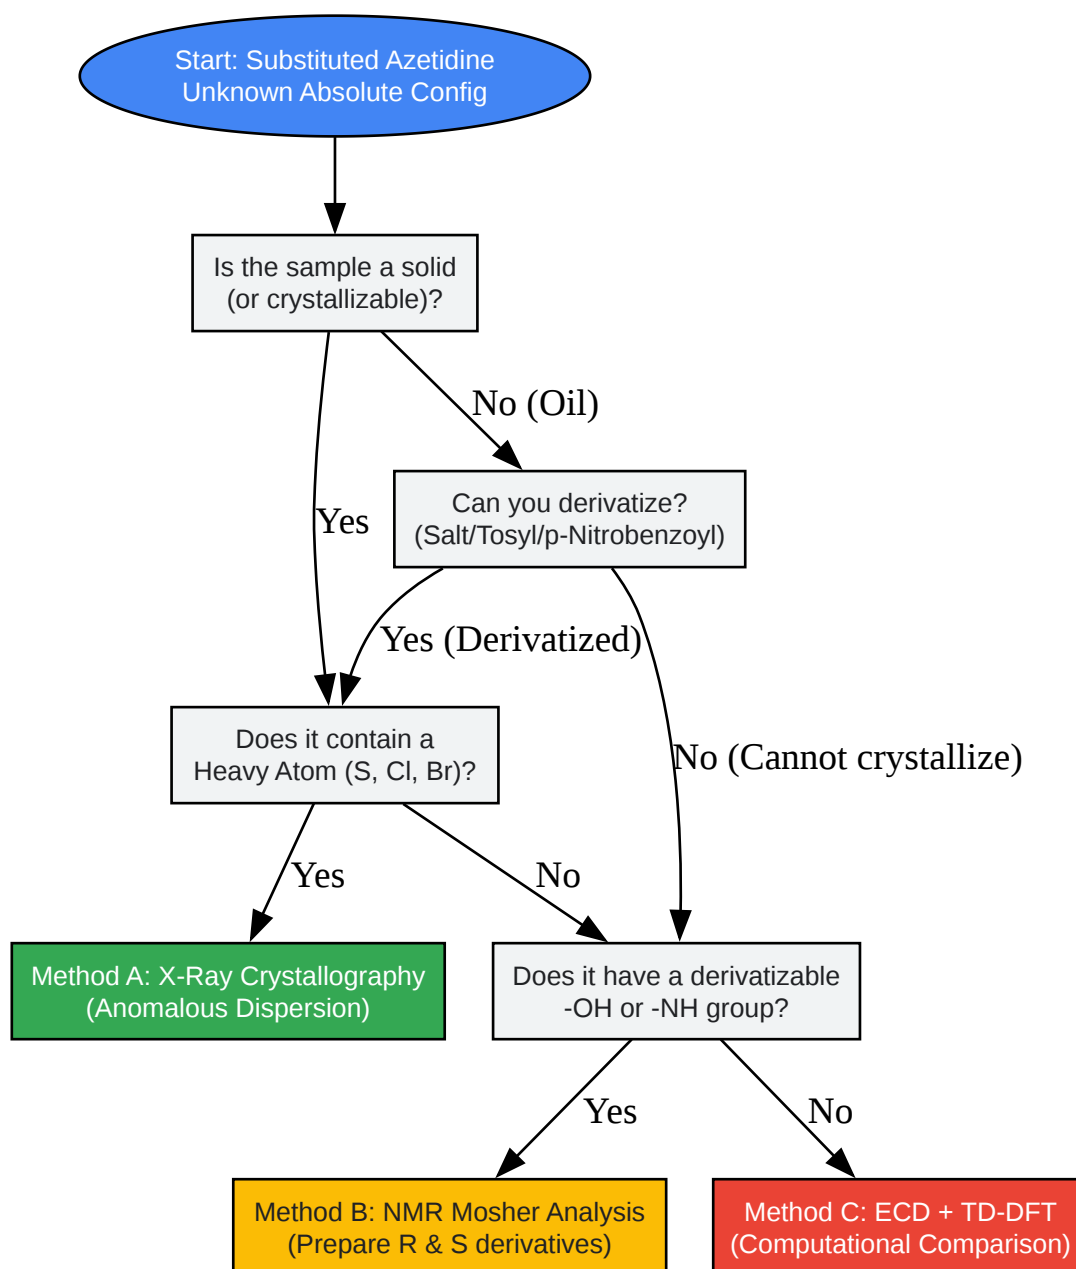 Start: Substituted Azetidine
Unknown Absolute Config
Is the sample a solid
(or crystallizable)?
No (Oil)
Can you derivatize?
(Salt/Tosyl/p-Nitrobenzoyl)
Yes
Yes (Derivatized)
Does it contain a
Heavy Atom (S, Cl, Br)?
No (Cannot crystallize)
Yes
No
Method A: X-Ray Crystallography
(Anomalous Dispersion)
Does it have a derivatizable
-OH or -NH group?
Yes
No
Method B: NMR Mosher Analysis
(Prepare R & S derivatives)
Method C: ECD + TD-DFT
(Computational Comparison)